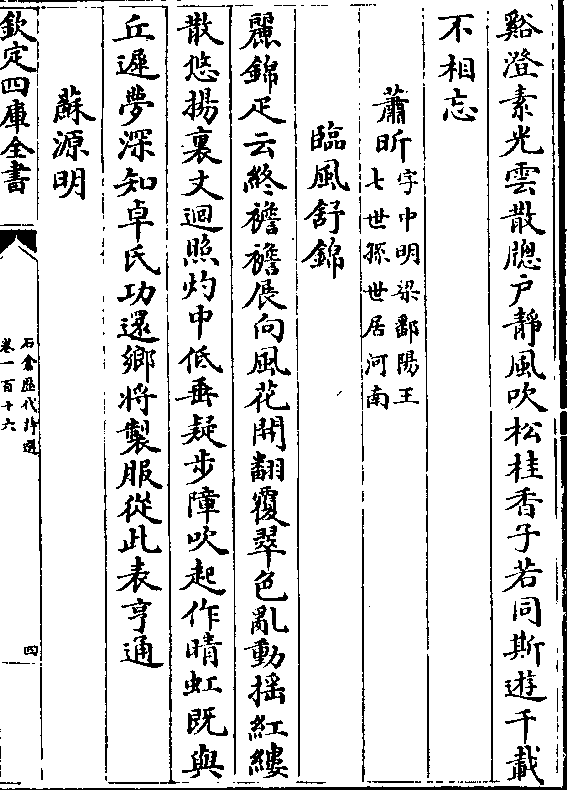 谿澄素光雲散牕户靜風吹松桂香子若同斯遊千載
不相忘
蕭昕字中明梁鄱陽王
七世孫世居河南
臨風舒錦
麗錦疋云終襜襜展向風花開翻覆翠色亂動揺紅縷
散悠揚裏丈迴照灼中低垂疑步障吹起作晴虹既與
丘遲夢深知卓氏功還鄉將製服從此表亨通
蘇源明
欽定四庫全書
石倉歴代詩選
卷一百十六
四